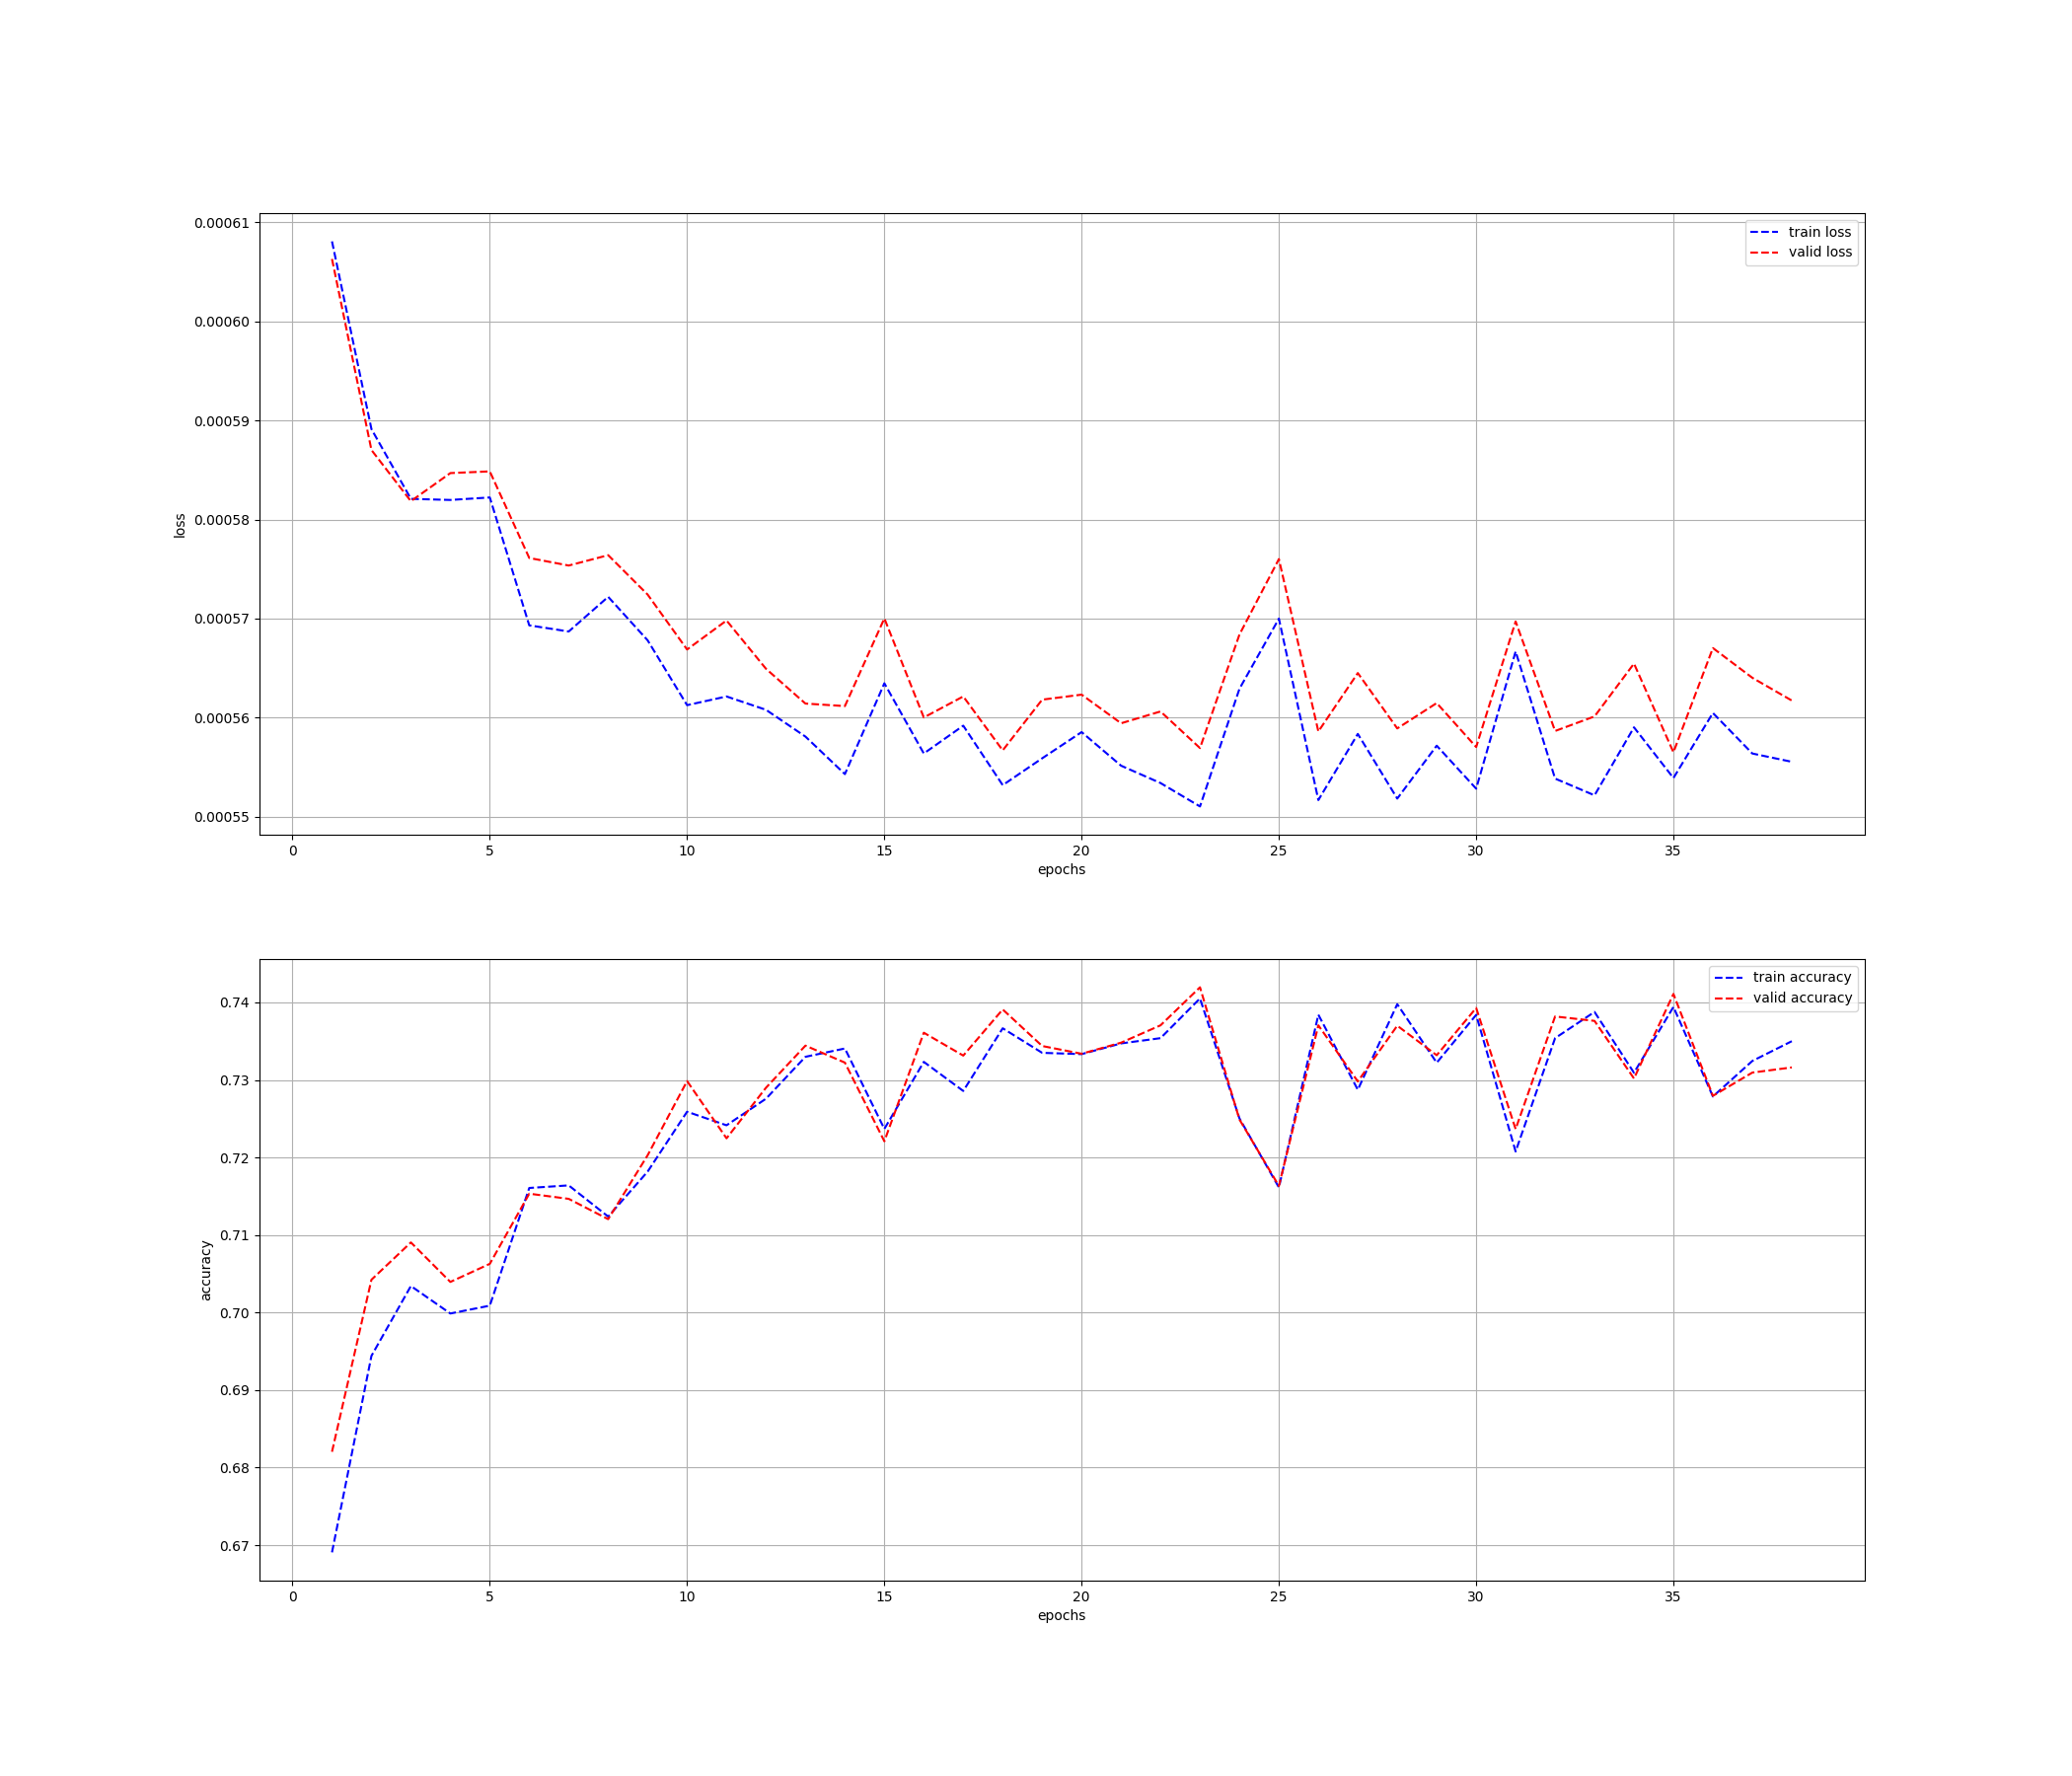 0.00061
train loss
valid loss
0.00060
0.00059
0.00058
loss
0.00057
0.00056
0.00055
0 5 10 15 20 25 30 35
epochs
train accuracy
valid accuracy
0.74
0.73
0.72
0.71
accuracy
0.70
0.69
0.68
0.67
0 5 10 15 20 25 30 35
epochs